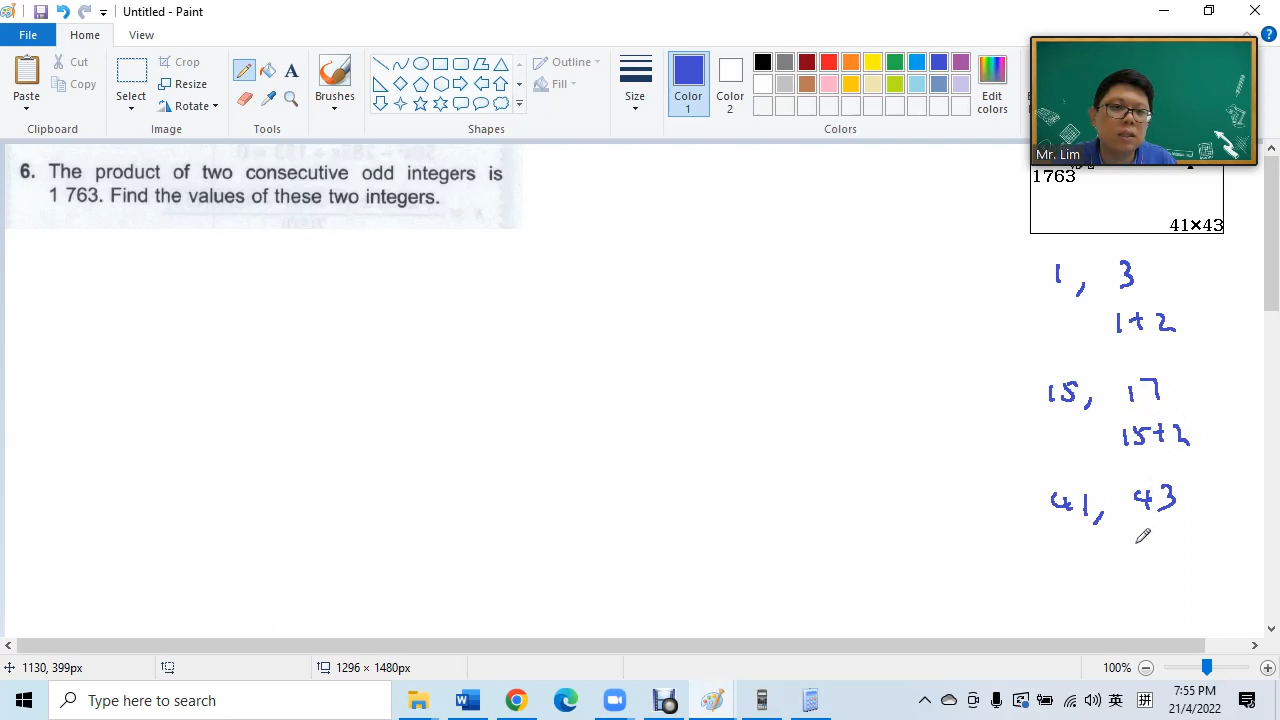 Untitled - Paint
File Home View
Paste
Cut
Copy
Clipboard
Select
Crop
Resize
Rotate
Image
A
Tools
Brushes
Outline
Fill
Shapes
Size
Color 1
Color 2
Edit colors
Colors
Mr. Lim
6. The product of two consecutive odd integers is
1 763. Find the values of these two integers.
1763
41×43
1, 3
1+2
15, 17
15+2
41, 43
1130, 399px
1296 × 1480px
100%
Type here to search
英
拼
7:55 PM
21/4/2022